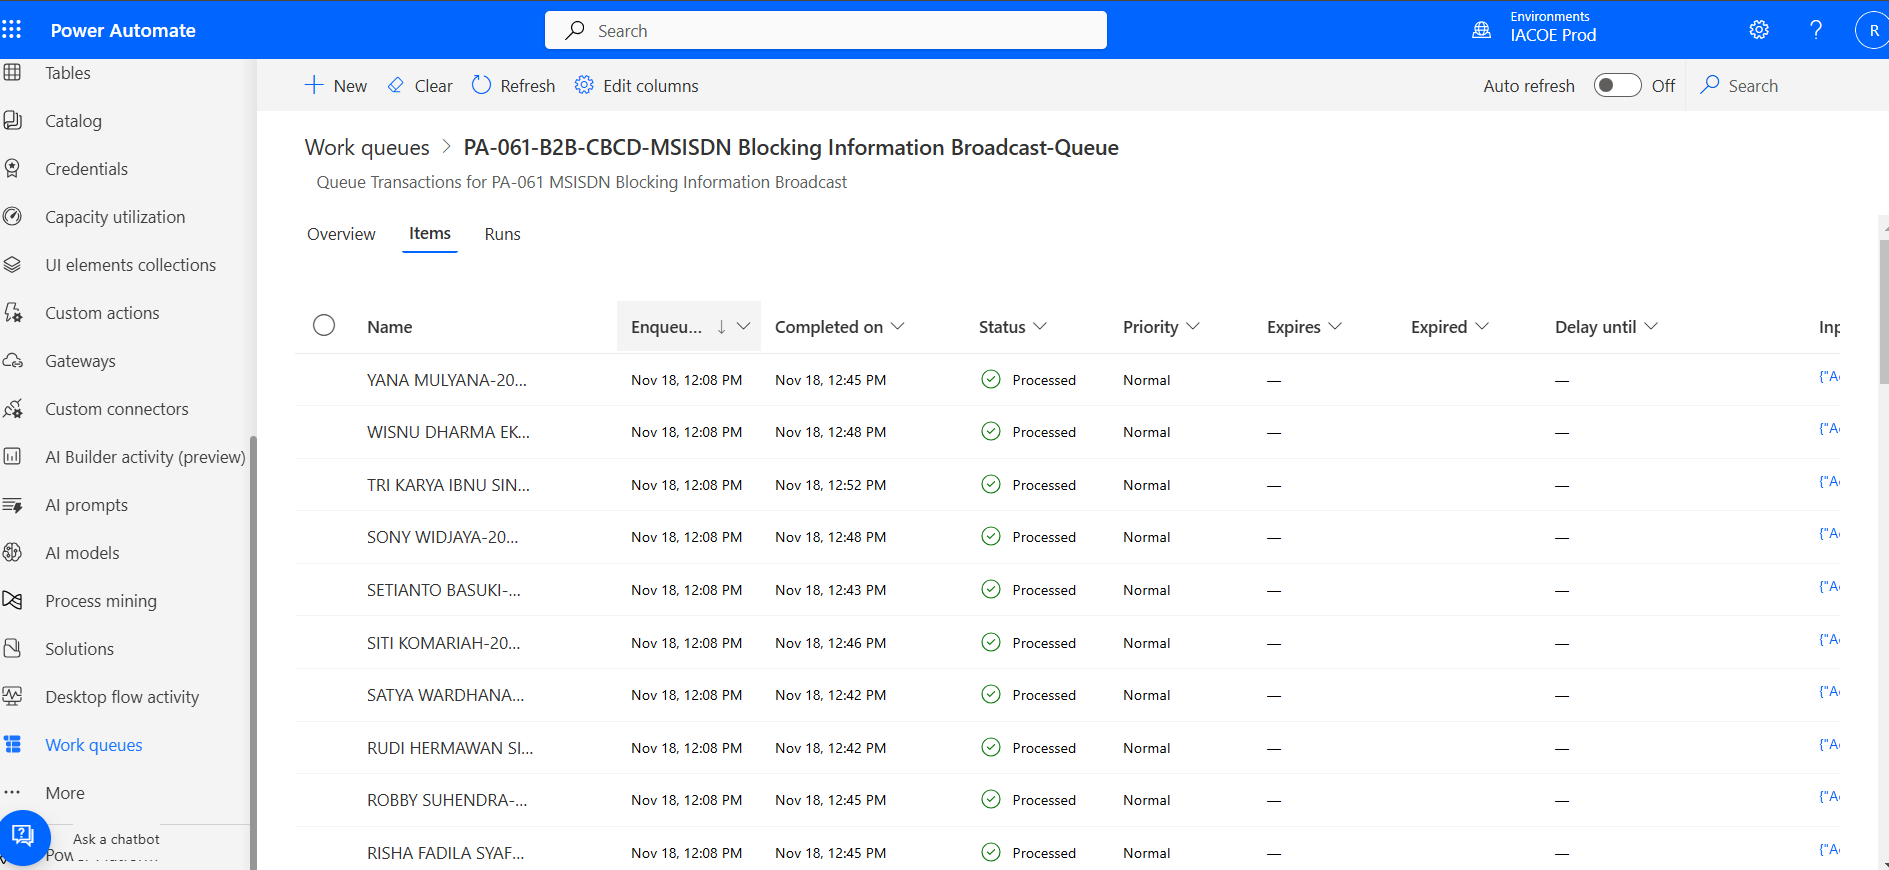 Power Automate
Search
Environments
IACOE Prod
?
R
Tables
Catalog
Credentials
Capacity utilization
UI elements collections
Custom actions
Gateways
Custom connectors
AI Builder activity (preview)
AI prompts
AI models
Process mining
Solutions
Desktop flow activity
Work queues
More
Ask a chatbot
New Clear Refresh Edit columns
Auto refresh Off Search
Work queues > PA-061-B2B-CBCD-MSISDN Blocking Information Broadcast-Queue
Queue Transactions for PA-061 MSISDN Blocking Information Broadcast
Overview Items Runs
Name Enqueu... ↓ Completed on Status Priority Expires Expired Delay until Inp
YANA MULYANA-20... Nov 18, 12:08 PM Nov 18, 12:45 PM Processed Normal — — {"A
WISNU DHARMA EK... Nov 18, 12:08 PM Nov 18, 12:48 PM Processed Normal — — {"A
TRI KARYA IBNU SIN... Nov 18, 12:08 PM Nov 18, 12:52 PM Processed Normal — — {"A
SONY WIDJAYA-20... Nov 18, 12:08 PM Nov 18, 12:48 PM Processed Normal — — {"A
SETIANTO BASUKI-... Nov 18, 12:08 PM Nov 18, 12:43 PM Processed Normal — — {"A
SITI KOMARIAH-20... Nov 18, 12:08 PM Nov 18, 12:46 PM Processed Normal — — {"A
SATYA WARDHANA... Nov 18, 12:08 PM Nov 18, 12:42 PM Processed Normal — — {"A
RUDI HERMAWAN SI... Nov 18, 12:08 PM Nov 18, 12:42 PM Processed Normal — — {"A
ROBBY SUHENDRA-... Nov 18, 12:08 PM Nov 18, 12:45 PM Processed Normal — — {"A
RISHA FADILA SYAF... Nov 18, 12:08 PM Nov 18, 12:45 PM Processed Normal — — {"A